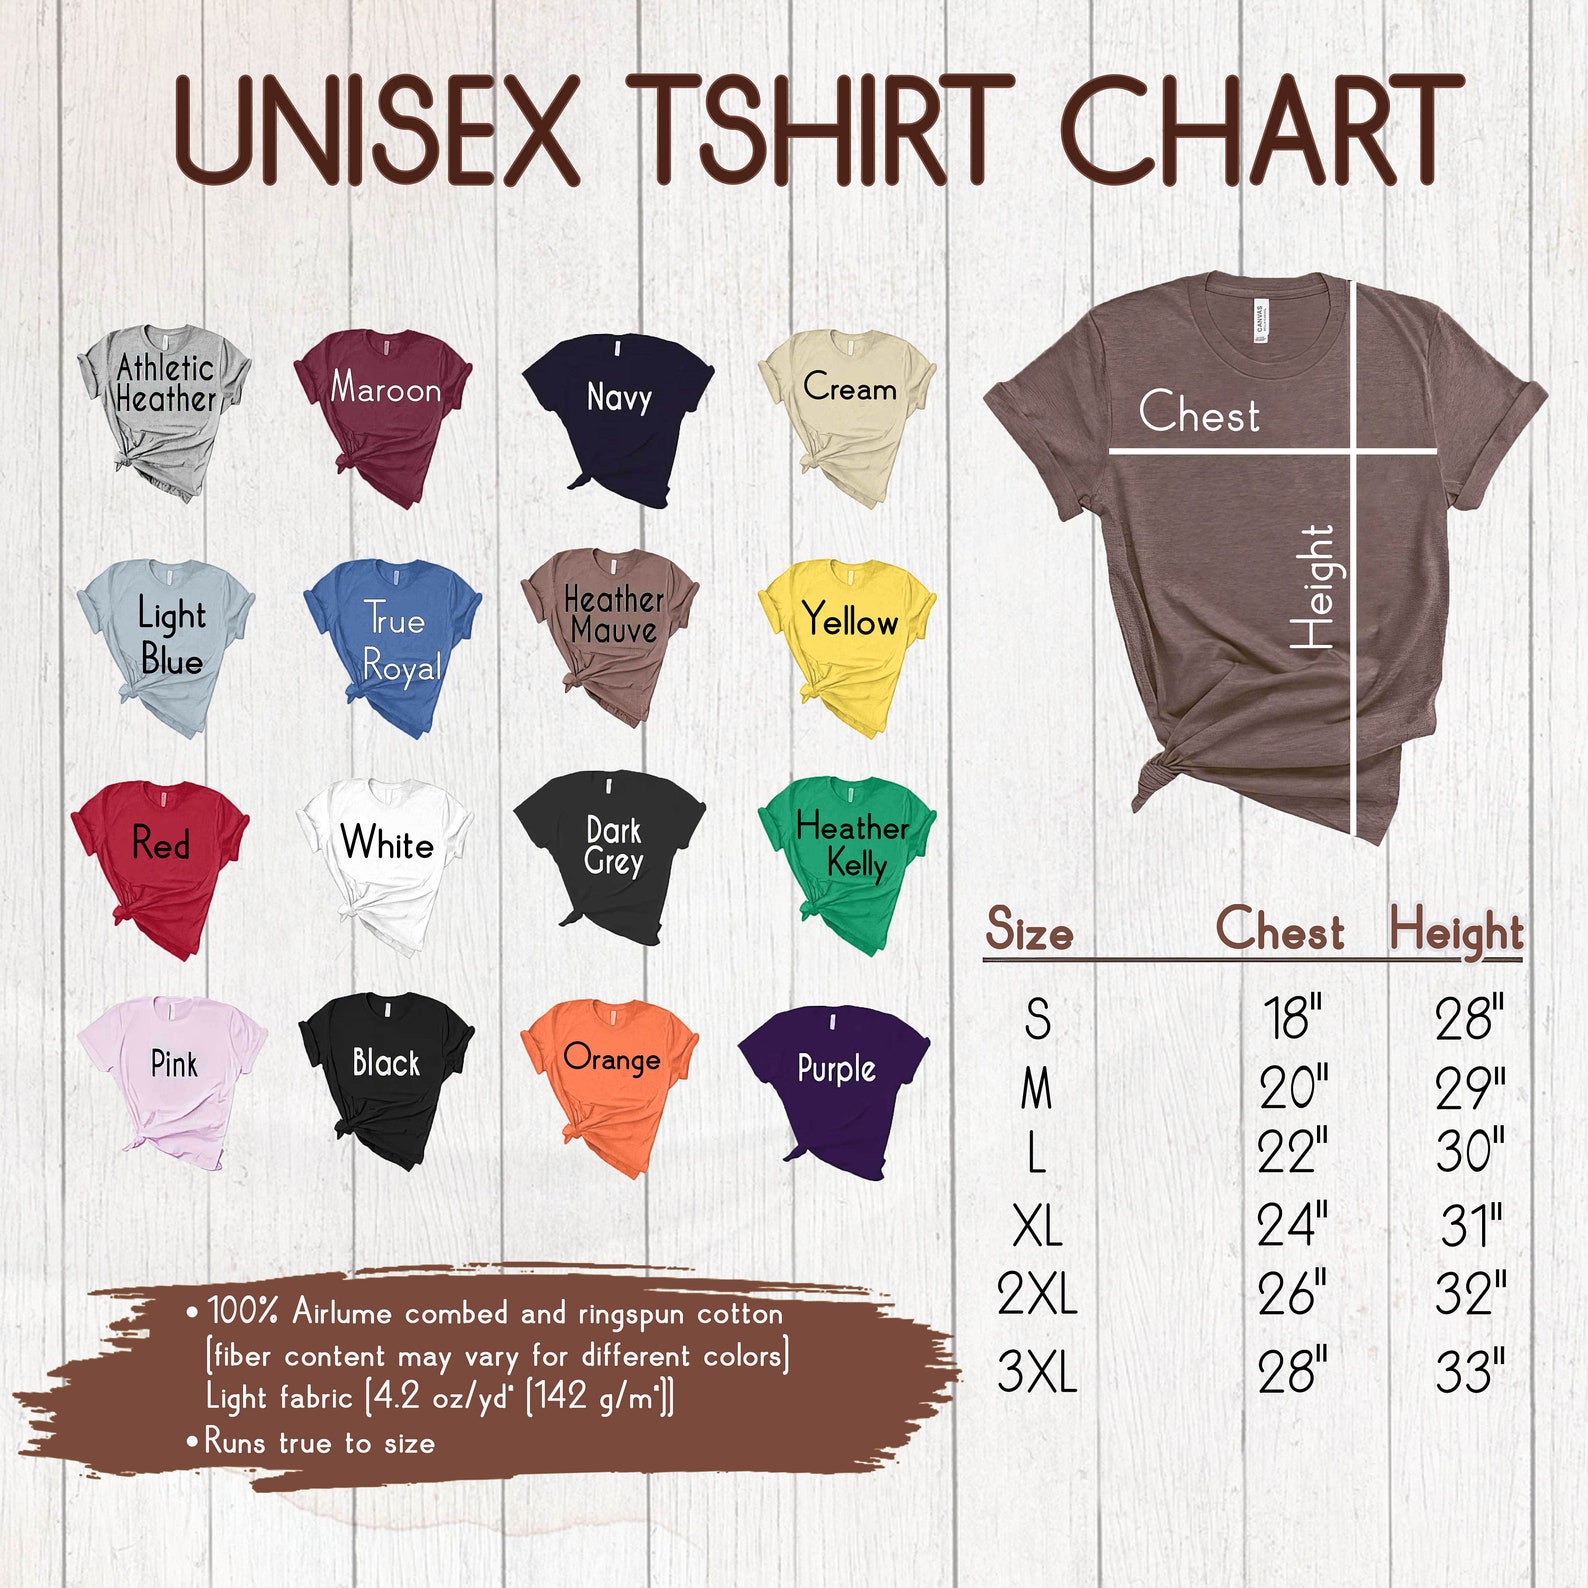 UNISEX TSHIRT CHART
Athletic
Heather
Maroon
Navy
Cream
Light
Blue
True
Royal
Heather
Mauve
Yellow
Red
White
Dark
Grey
Heather
Kelly
Pink
Black
Orange
Purple
• 100% Airlume combed and ringspun cotton
(fiber content may vary for different colors)
Light fabric (4.2 oz/yd² (142 g/m²))
• Runs true to size
CANVAS
Chest
Height
Size Chest Height
S 18" 28"
M 20" 29"
L 22" 30"
XL 24" 31"
2XL 26" 32"
3XL 28" 33"